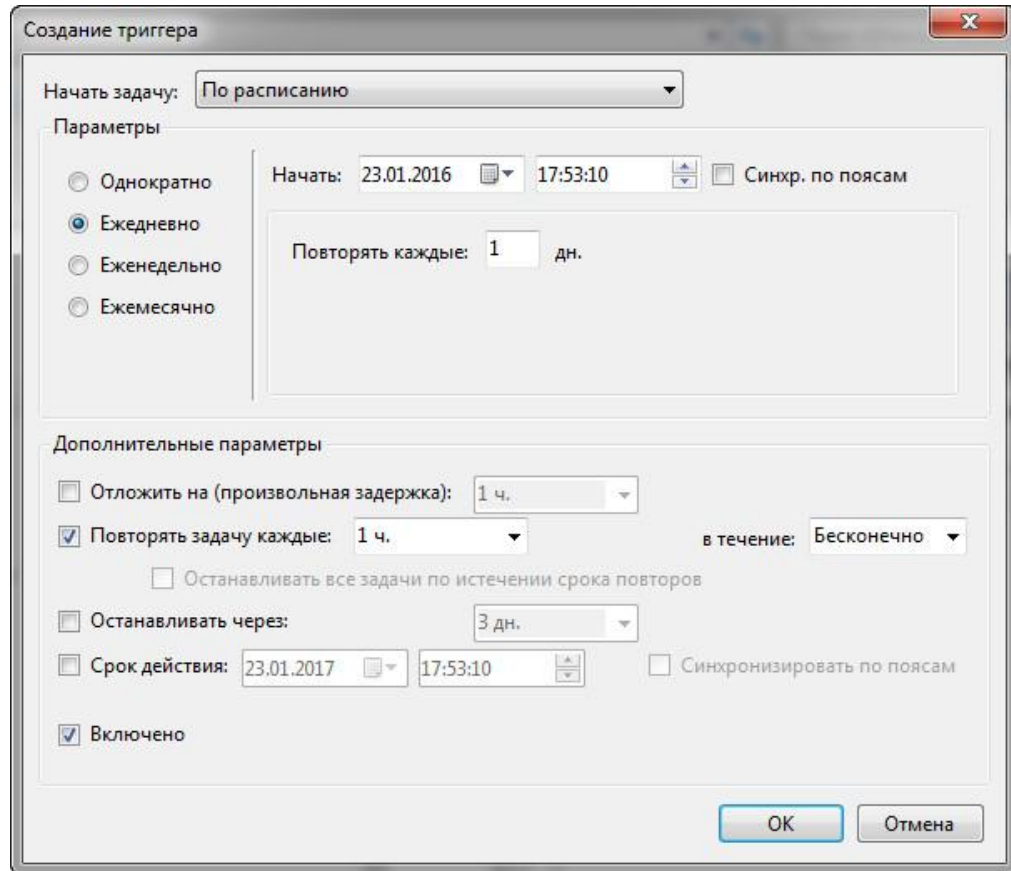 Создание триггера
Начать задачу: По расписанию
Параметры
Однократно
Ежедневно
Еженедельно
Ежемесячно
Начать: 23.01.2016 17:53:10 Синхр. по поясам
Повторять каждые: 1 дн.
Дополнительные параметры
Отложить на (произвольная задержка): 1 ч.
Повторять задачу каждые: 1 ч. в течение: Бесконечно
Останавливать все задачи по истечении срока повторов
Останавливать через: 3 дн.
Срок действия: 23.01.2017 17:53:10 Синхронизировать по поясам
Включено
OK Отмена